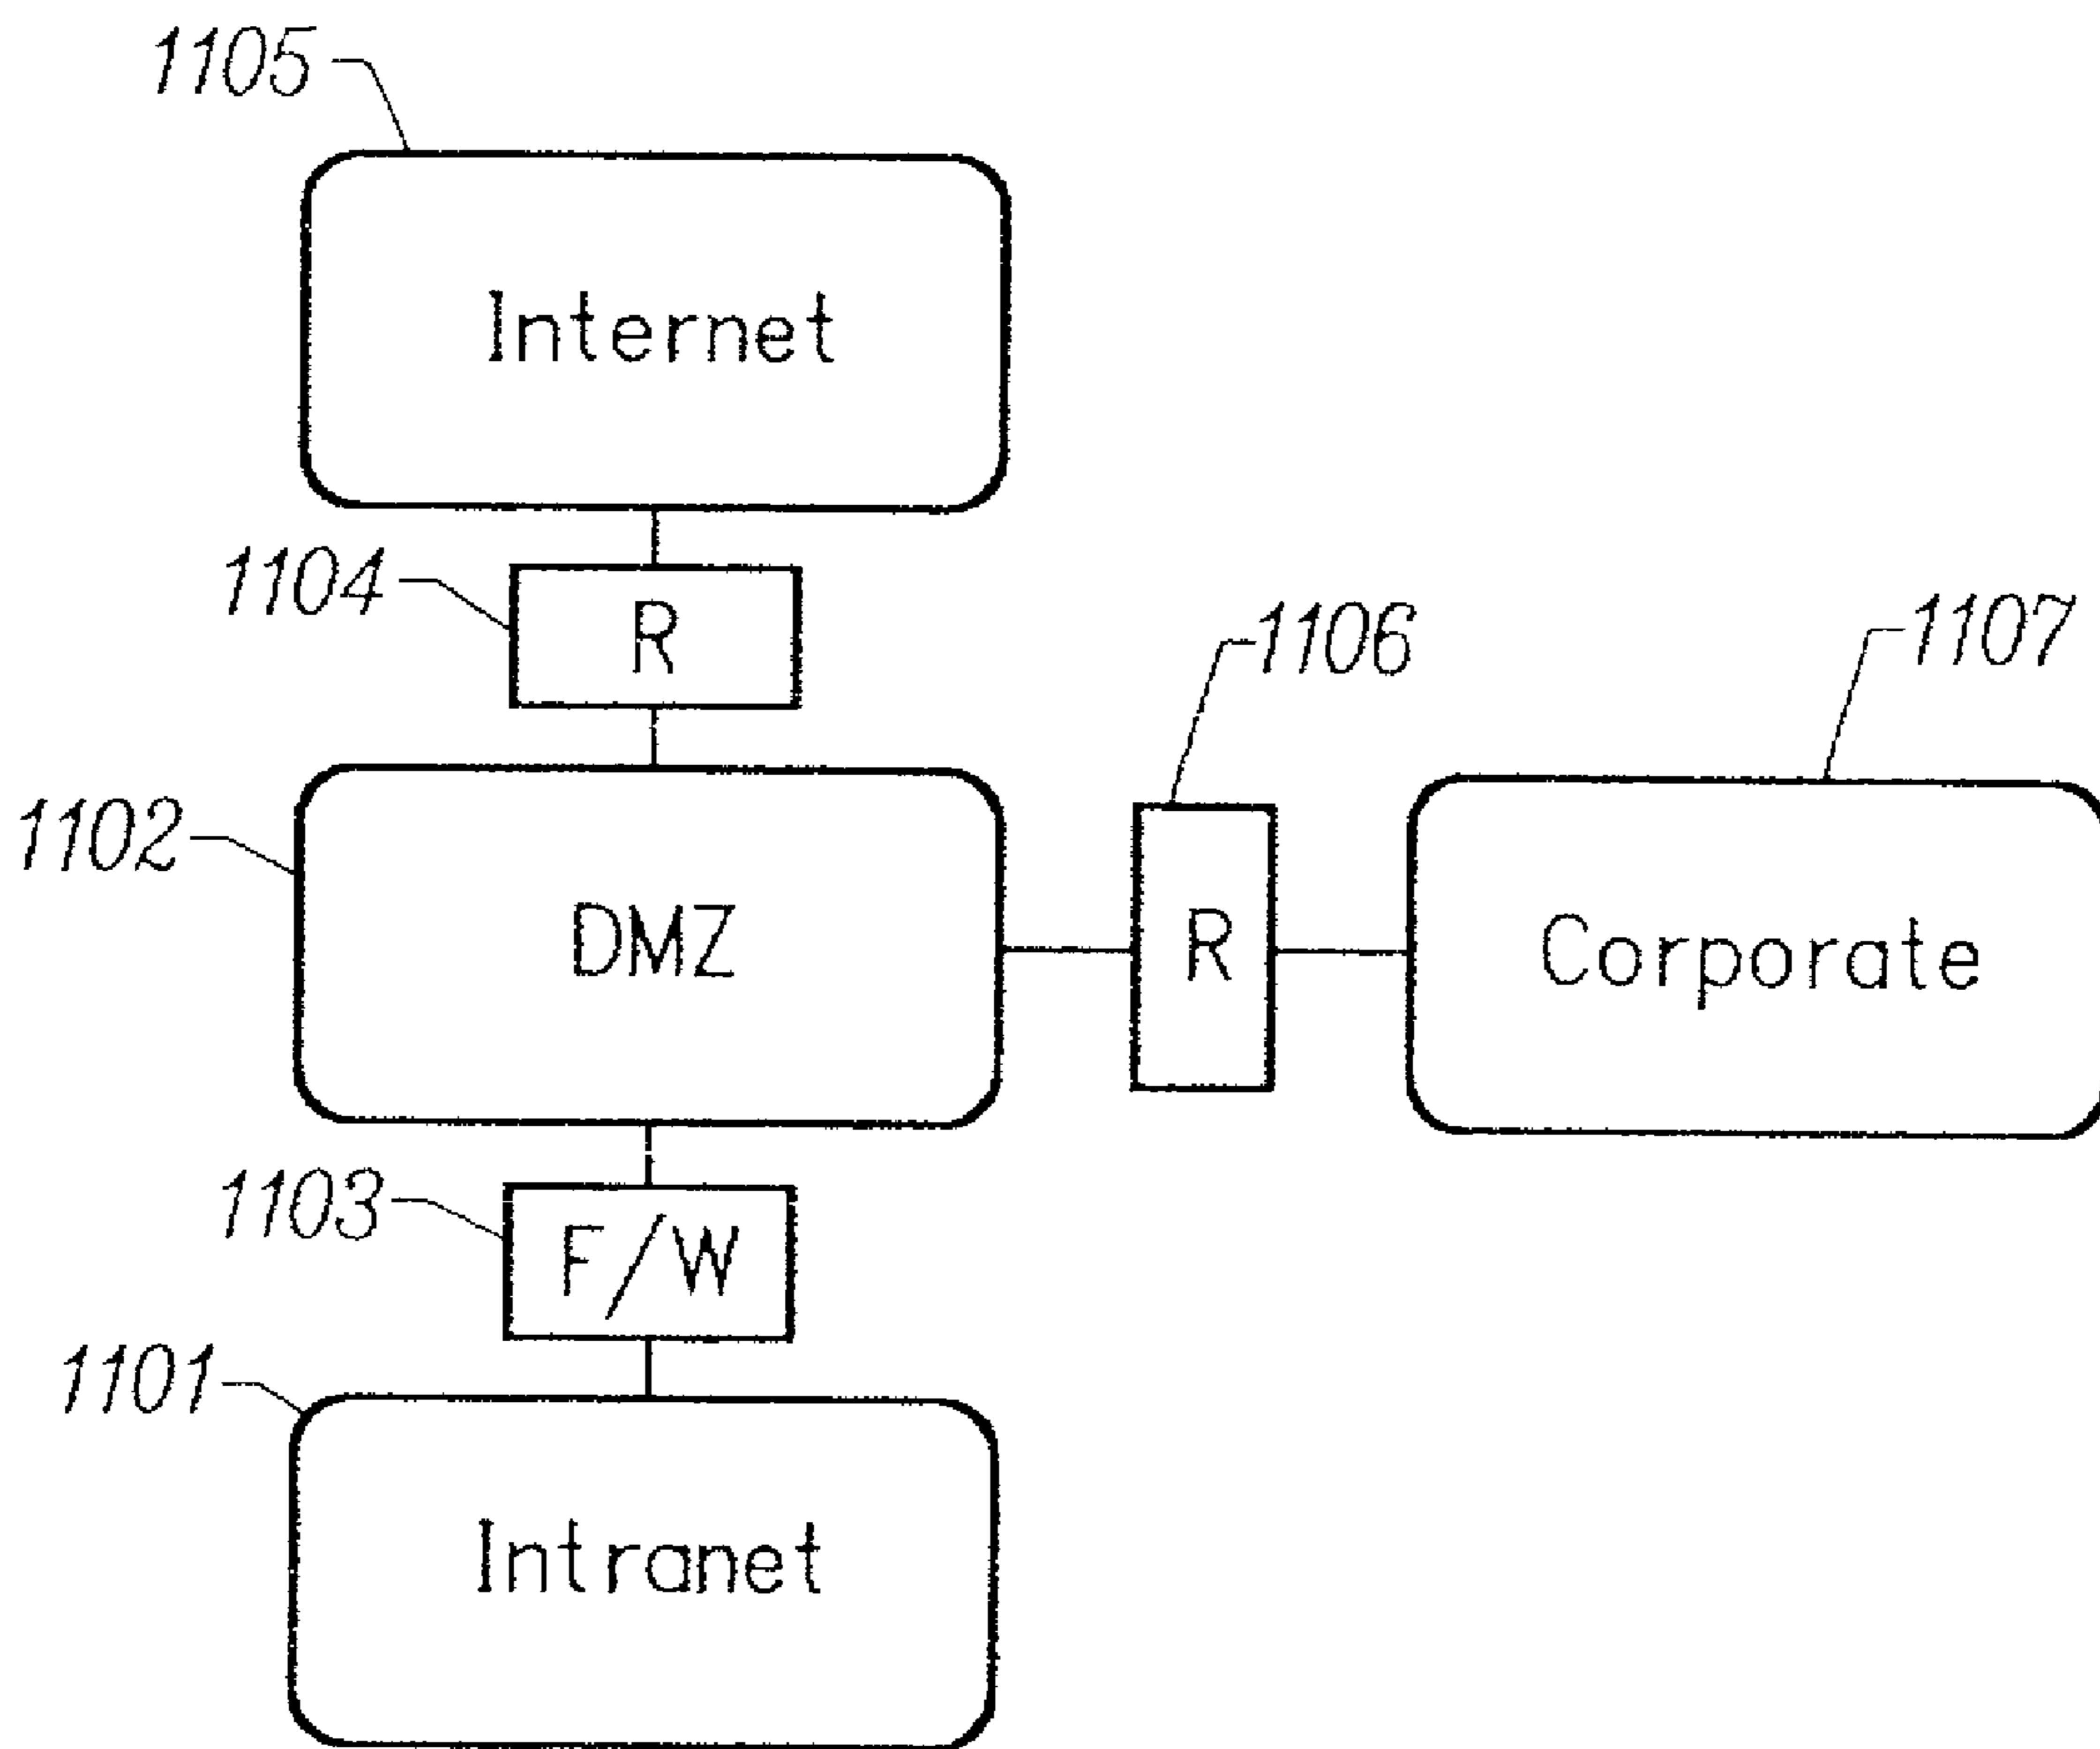 1105
Internet
1104
R
1106
1107
1102
DMZ
R
Corporate
1103
F/W
1101
Intranet